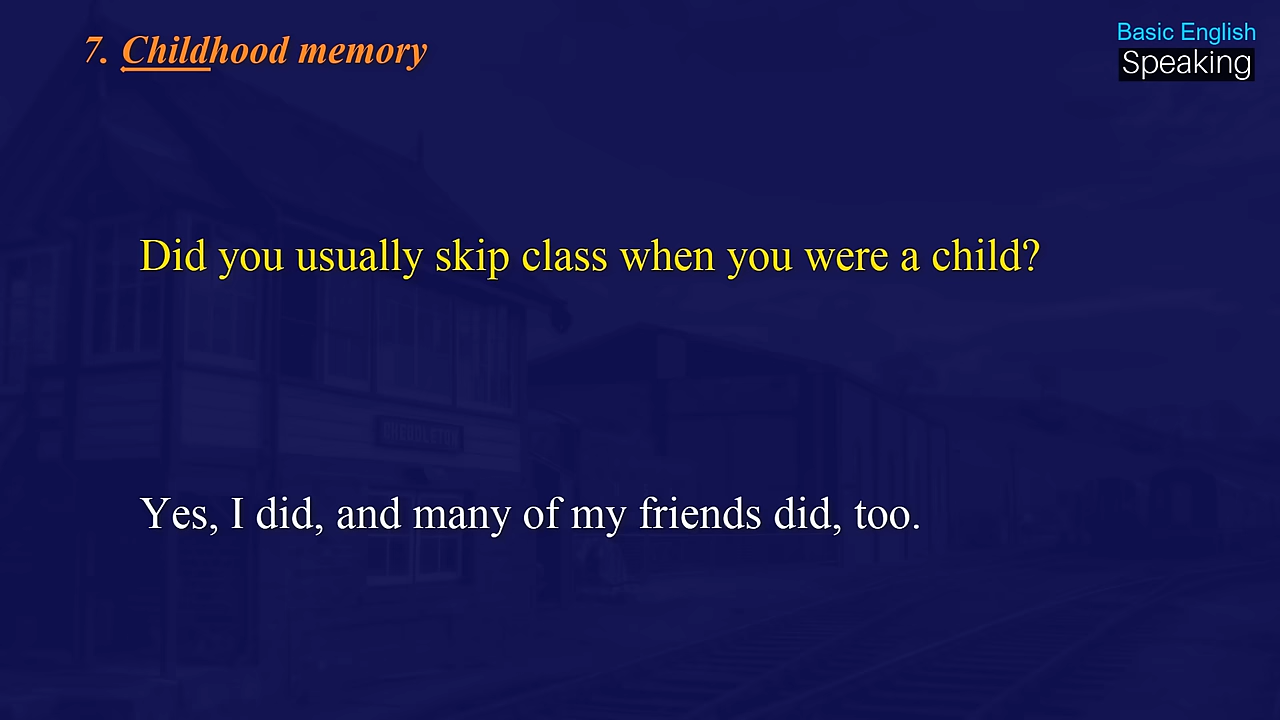 7. Childhood memory
Basic English
Speaking
Did you usually skip class when you were a child?
CHEDDLETON
Yes, I did, and many of my friends did, too.